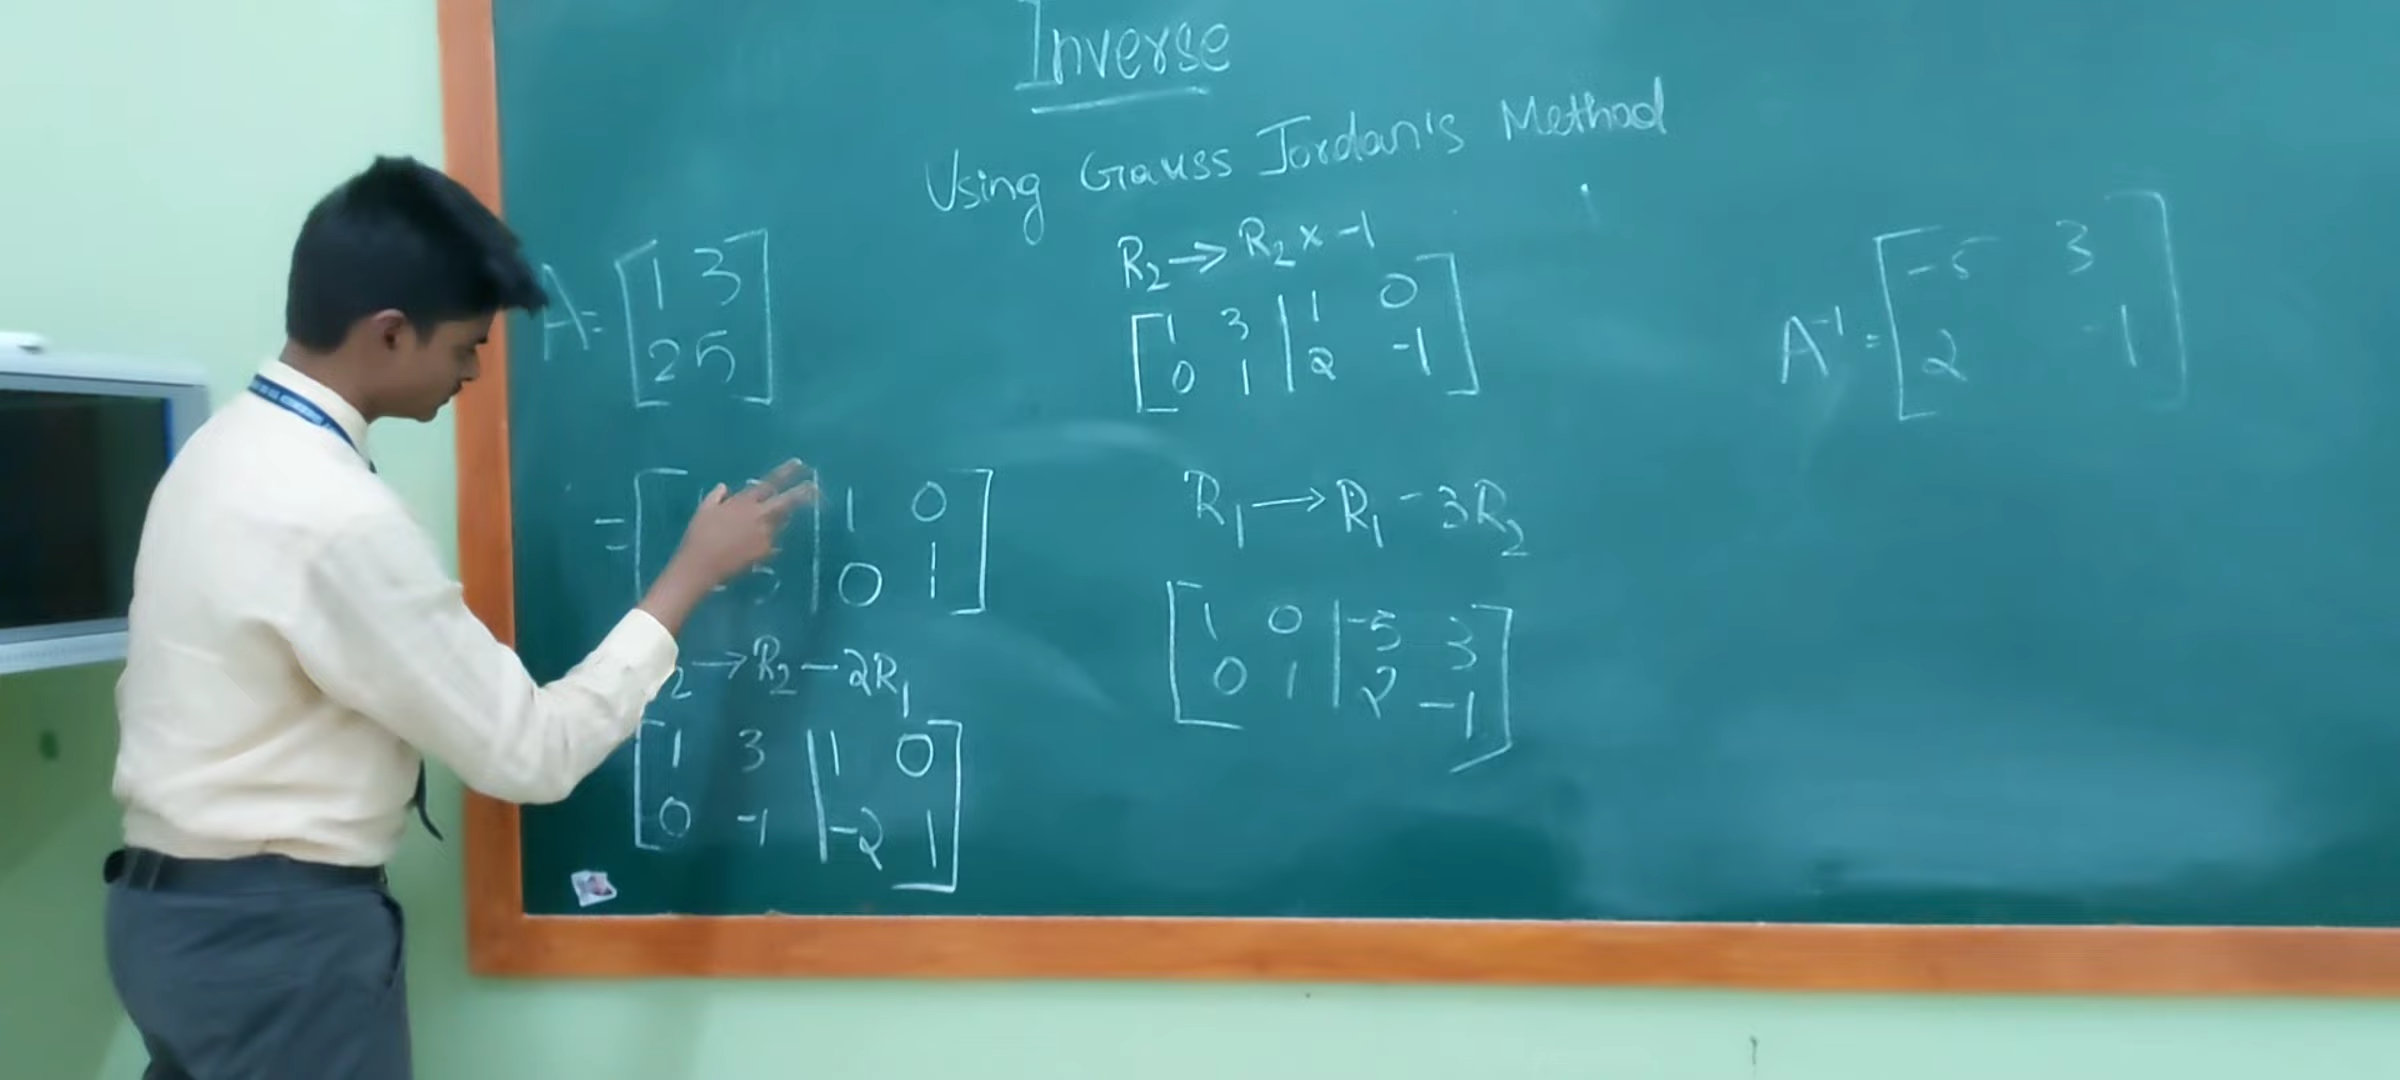 Inverse
Using Gauss Jordan's Method
A = [1 3
2 5]
= [ | 1 0
5 | 0 1]
2 → R2 - 2R1
[1 3 | 1 0
0 -1 | -2 1]
R2 → R2 x -1
[1 3 | 1 0
0 1 | 2 -1]
R1 → R1 - 3R2
[1 0 | -5 3
0 1 | 2 -1]
A-1 = [-5 3
2 -1]